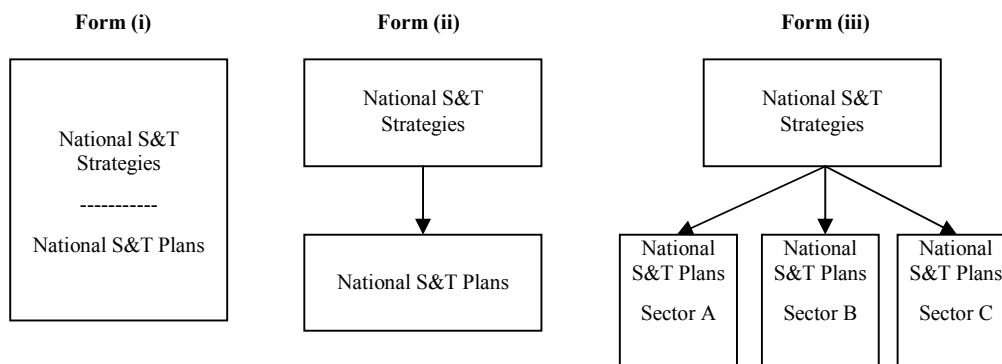 Form (i)
National S&T
Strategies
-----------
National S&T Plans
Form (ii)
National S&T
Strategies
National S&T Plans
Form (iii)
National S&T
Strategies
National
S&T Plans
Sector A
National
S&T Plans
Sector B
National
S&T Plans
Sector C